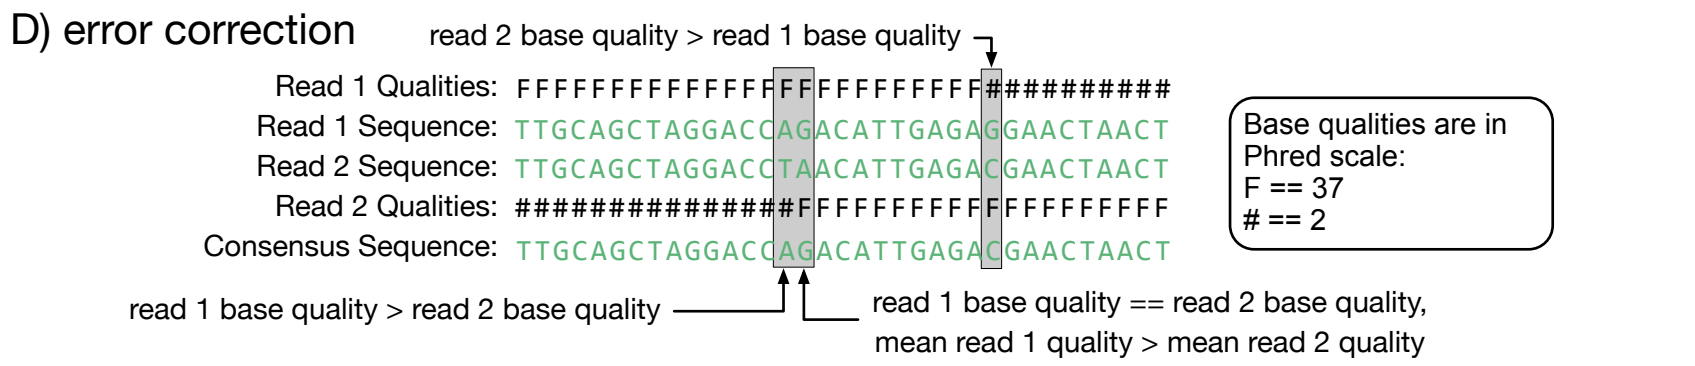 D) error correction
read 2 base quality > read 1 base quality
Read 1 Qualities: FFFFFFFFFFFFFFFFFFFFFFFFF##########
Read 1 Sequence: TTGCAGCTAGGACCAGACATTGAGAGGAACTAACT
Read 2 Sequence: TTGCAGCTAGGACCTAACATTGAGACGAACTAACT
Read 2 Qualities: ###############FFFFFFFFFFFFFFFFFFFF
Consensus Sequence: TTGCAGCTAGGACCAGACATTGAGACGAACTAACT
read 1 base quality > read 2 base quality
read 1 base quality == read 2 base quality,
mean read 1 quality > mean read 2 quality
Base qualities are in
Phred scale:
F == 37
# == 2